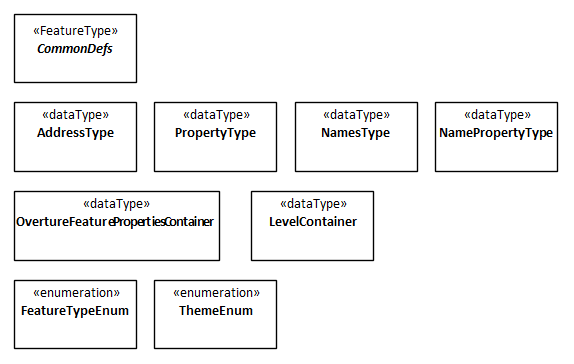 «FeatureType»
CommonDefs
«dataType»
AddressType
«dataType»
PropertyType
«dataType»
NamesType
«dataType»
NamePropertyType
«dataType»
OvertureFeaturePropertiesContainer
«dataType»
LevelContainer
«enumeration»
FeatureTypeEnum
«enumeration»
ThemeEnum